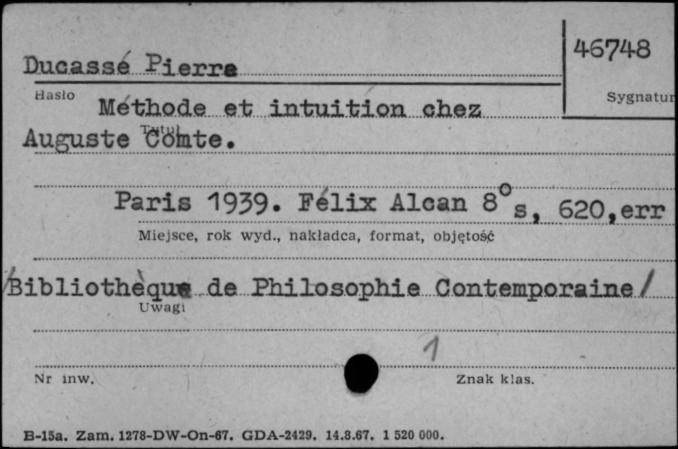 46748
Ducassé Pierre
Hasło
Sygnatur
Méthode et intuition chez
Tytuł
Auguste Comte.
Paris 1939. Félix Alcan 8° s, 620,err
Miejsce, rok wyd., nakładca, format, objętość
/Bibliothèque de Philosophie Contemporaine/
Uwagi
1
Nr inw.
Znak klas.
B-15a. Zam. 1278-DW-On-67. GDA-2429. 14.8.67. 1 520 000.